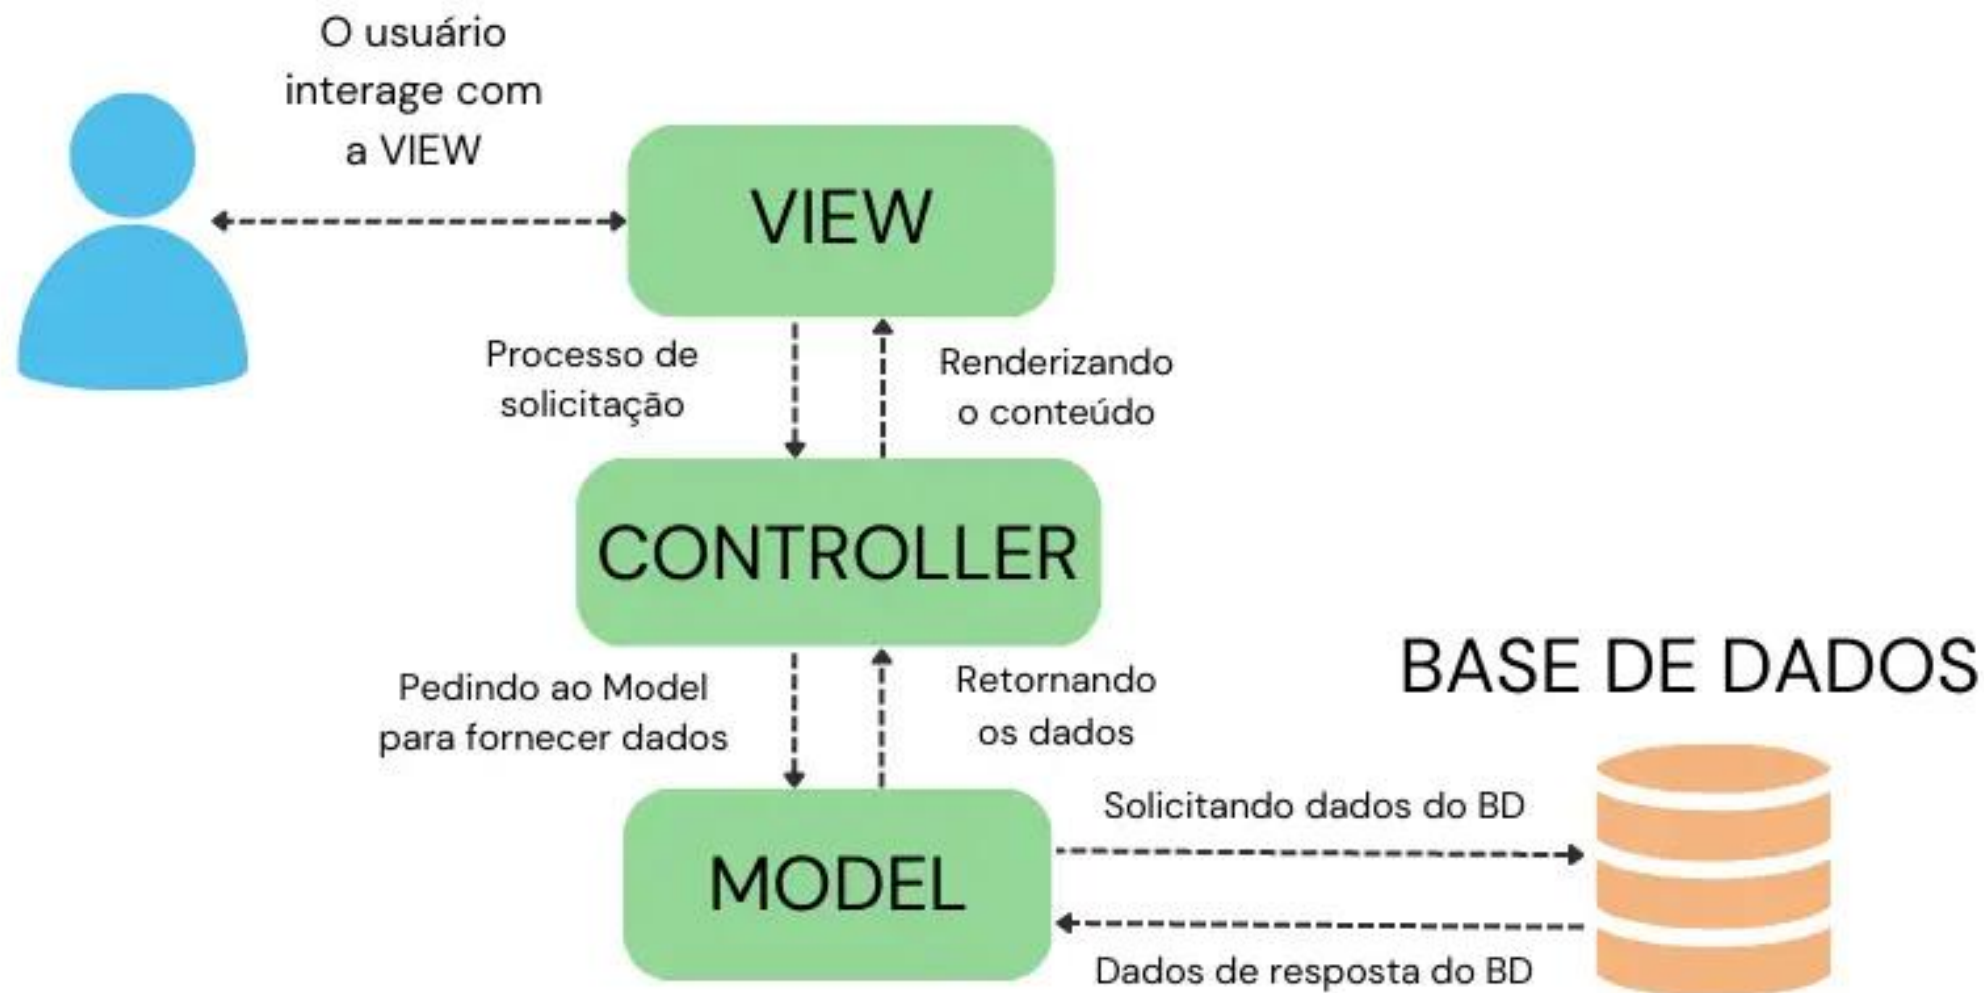 O usuário
interage com
a VIEW
VIEW
Processo de
solicitação
Renderizando
o conteúdo
CONTROLLER
Pedindo ao Model
para fornecer dados
Retornando
os dados
BASE DE DADOS
MODEL
Solicitando dados do BD
Dados de resposta do BD